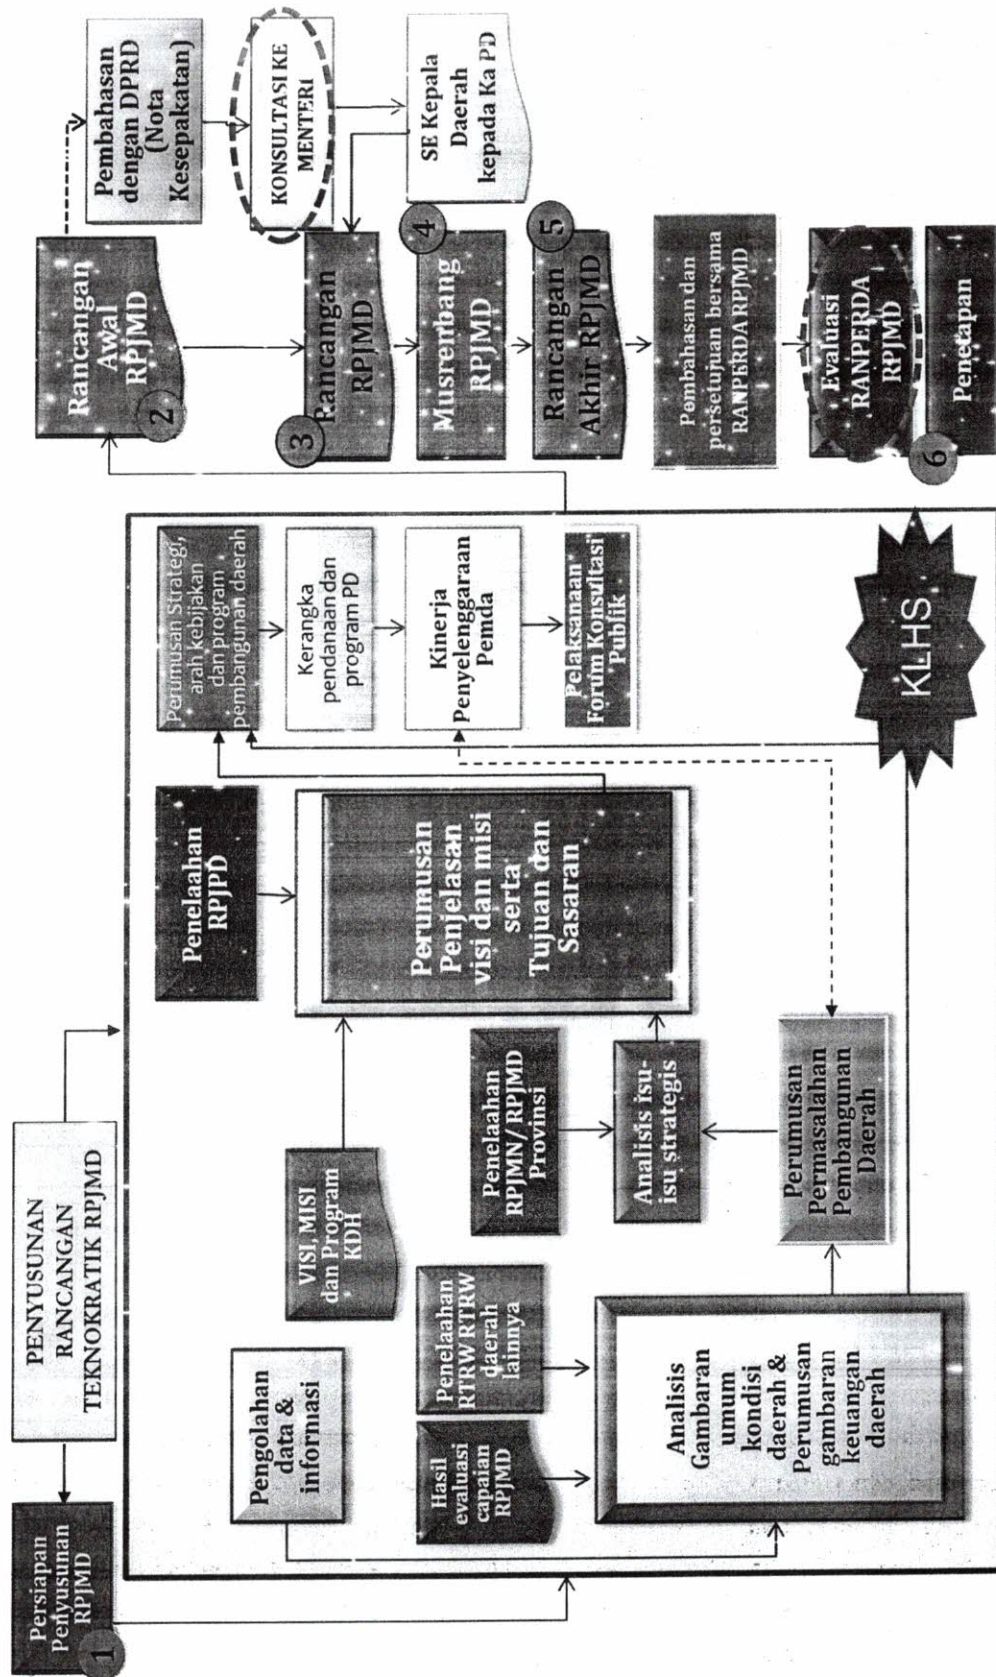 PENYUSUNAN
RANCANGAN
TEKNOKRATIK RPJMD
Persiapan
Penyusunan
RPJMD
1
Pengolahan
data &
informasi
Hasil
evaluasi
capaian
RPJMD
Penelaahan
RTRW RTRW
daerah
lainnya
Analisis
Gambaran
umum
kondisi
daerah &
Perumusan
gambaran
keuangan
daerah
VISI, MISI
dan Program
KDH
Penelaahan
RPJMN/ RPJMD
Provinsi
Analisis isu-
isu strategis
Perumusan
Permasalahan
Pembangunan
Daerah
Penelaahan
RPJPD
Perumusan
Penjelasan
visi dan misi
serta
Tujuan dan
Sasaran
Perumusan Strategi,
arah kebijakan
dan program
pembangunan daerah
Kerangka
pendanaan dan
program PD
Kinerja
Penyelenggaraan
Pemda
Pelaksanaan
Forum Konsultasi
Publik
KLHS
Rancangan
Awal
RPJMD
2
Pembahasan
dengan DPRD
(Nota
Kesepakatan)
KONSULTASI KE
MENTERI
SE Kepala
Daerah
kepada Ka PD
3
Rancangan
RPJMD
4
Musrenbang
RPJMD
5
Rancangan
Akhir RPJMD
Pembahasan dan
persetujuan bersama
RANPERDA RPJMD
Evaluasi
RANPERDA
RPJMD
6
Penetapan